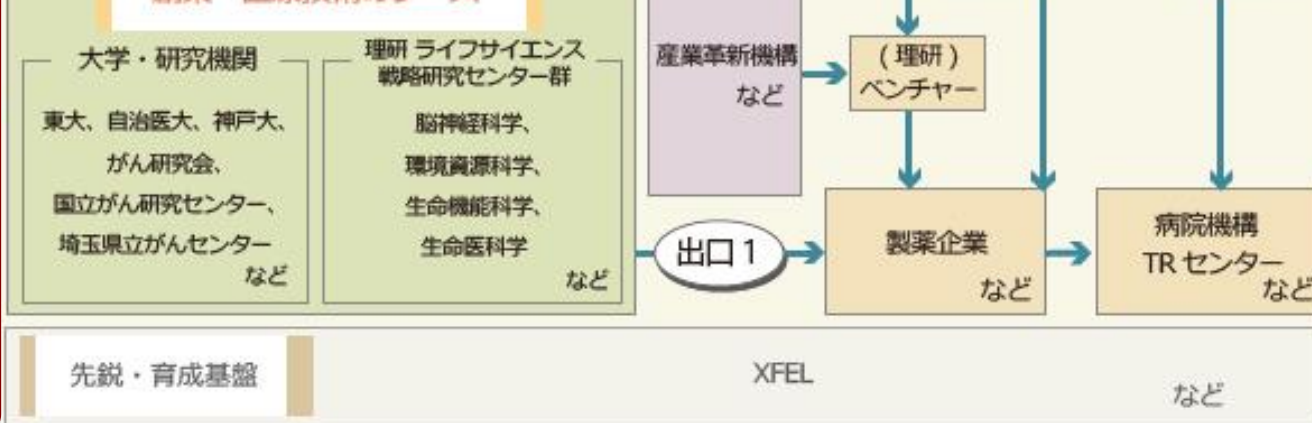 大学・研究機関
東大、自治医大、神戸大、
がん研究会、
国立がん研究センター、
埼玉県立がんセンター
など
理研 ライフサイエンス
戦略研究センター群
脳神経科学、
環境資源科学、
生命機能科学、
生命医科学
など
産業革新機構
など
(理研)
ベンチャー
出口1
製薬企業
など
病院機構
TRセンター
など
先鋭・育成基盤
XFEL
など